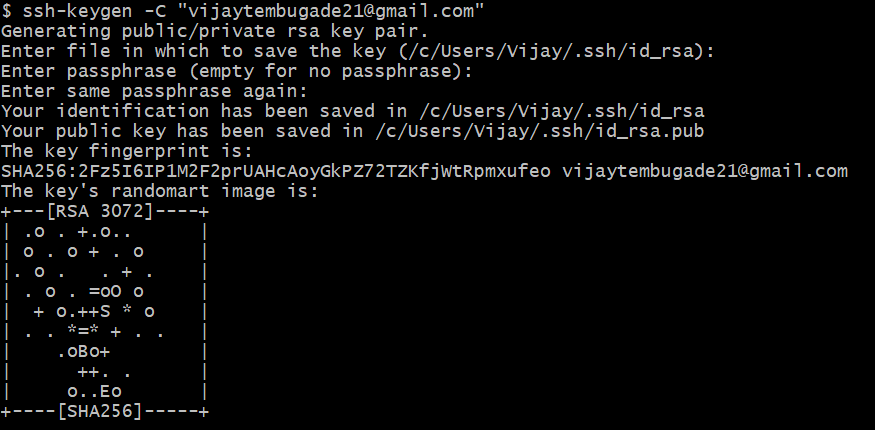 $ ssh-keygen -C "vijaytembugade21@gmail.com"
Generating public/private rsa key pair.
Enter file in which to save the key (/c/Users/Vijay/.ssh/id_rsa):
Enter passphrase (empty for no passphrase):
Enter same passphrase again:
Your identification has been saved in /c/Users/Vijay/.ssh/id_rsa
Your public key has been saved in /c/Users/Vijay/.ssh/id_rsa.pub
The key fingerprint is:
SHA256:2Fz5I6IP1M2F2prUAHcAoyGkPZ72TZKfjWtRpmxufeo vijaytembugade21@gmail.com
The key's randomart image is:
+---[RSA 3072]----+
| .o . +.o..      |
| o . o + . o     |
|. o .   . + .    |
| . o . =oO o     |
|  + o.++S * o    |
| . . *=* + . .   |
|    .oBo+        |
|      ++. .      |
|     o..Eo       |
+----[SHA256]-----+